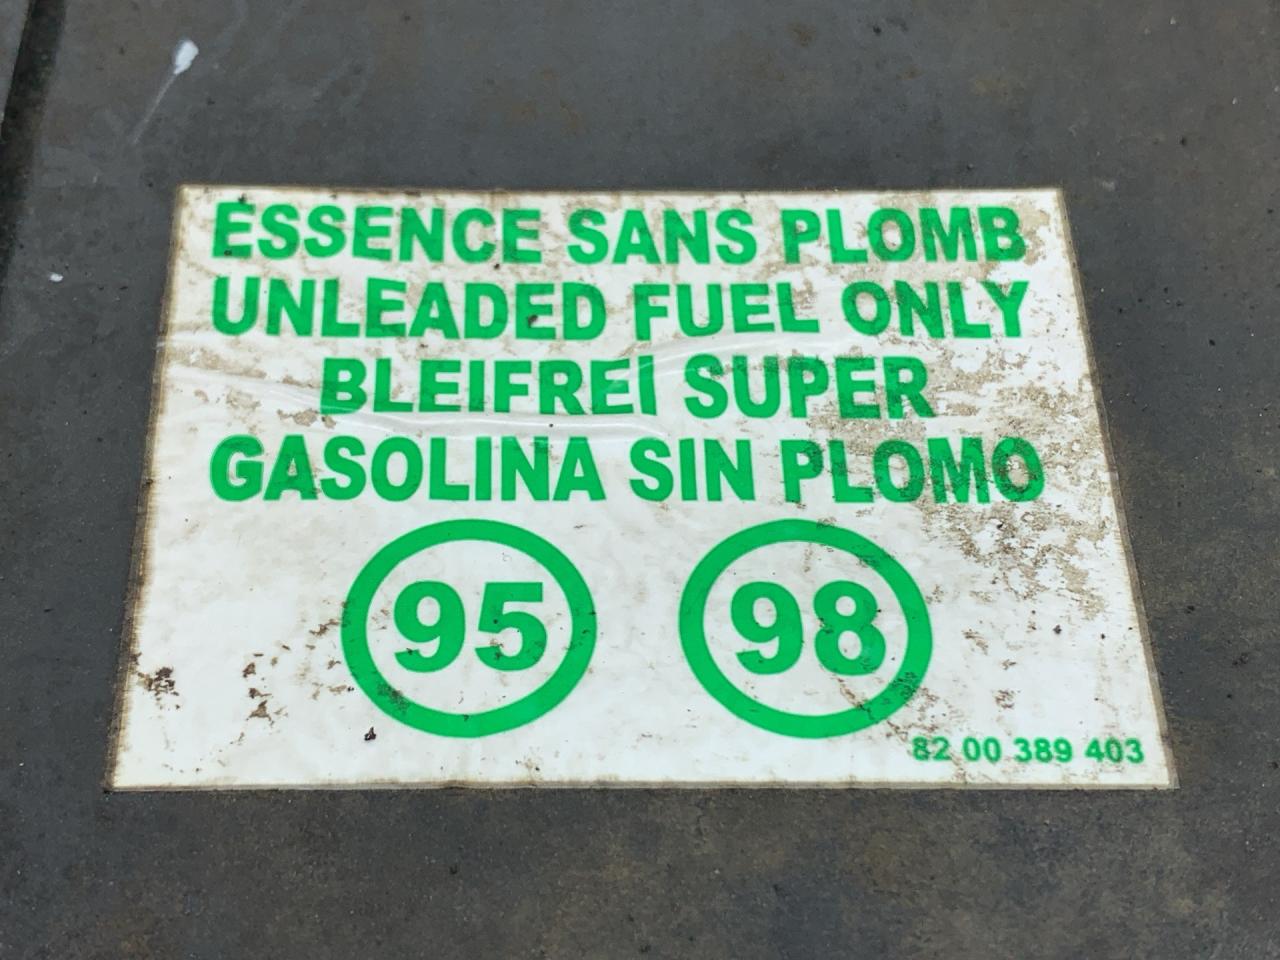 ESSENCE SANS PLOMB
UNLEADED FUEL ONLY
BLEIFREI SUPER
GASOLINA SIN PLOMO
95 98
82 00 389 403